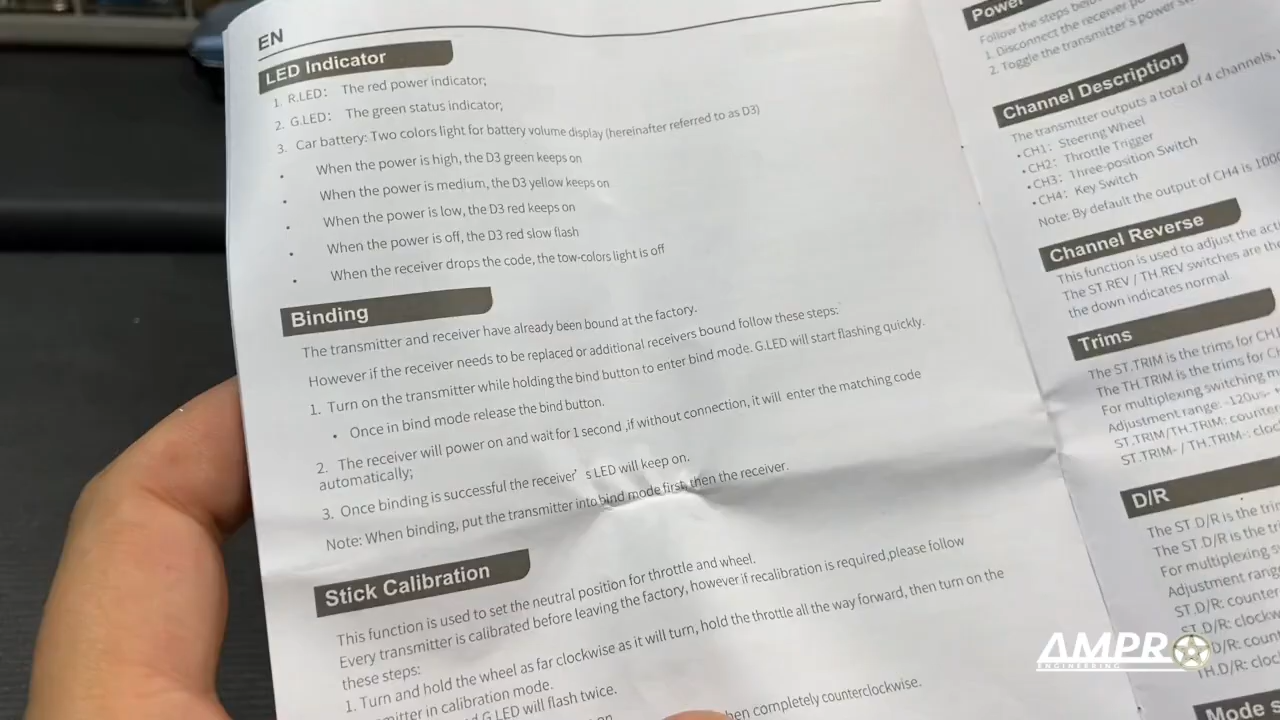 EN
LED Indicator
1. R.LED: The red power indicator;
2. G.LED: The green status indicator;
3. Car battery: Two colors light for battery volume display (hereinafter referred to as D3)
• When the power is high, the D3 green keeps on
• When the power is medium, the D3 yellow keeps on
• When the power is low, the D3 red keeps on
• When the power is off, the D3 red slow flash
• When the receiver drops the code, the tow-colors light is off
Binding
The transmitter and receiver have already been bound at the factory.
However if the receiver needs to be replaced or additional receivers bound follow these steps:
1. Turn on the transmitter while holding the bind button to enter bind mode. G.LED will start flashing quickly.
• Once in bind mode release the bind button.
2. The receiver will power on and wait for 1 second ,if without connection, it will enter the matching code
automatically;
3. Once binding is successful the receiver' s LED will keep on.
Note: When binding, put the transmitter into bind mode first, then the receiver.
Stick Calibration
This function is used to set the neutral position for throttle and wheel.
Every transmitter is calibrated before leaving the factory, however if recalibration is required,please follow
these steps:
1. Turn and hold the wheel as far clockwise as it will turn, hold the throttle all the way forward, then turn on the
mitter in calibration mode.
G.LED will flash twice.
hen completely counterclockwise.
Power
Follow the steps below
1. Disconnect the receiver
2. Toggle the transmitter's power
Channel Description
The transmitter outputs a total of 4 channels,
•CH1: Steering Wheel
•CH2: Throttle Trigger
•CH3: Three-position Switch
•CH4: Key Switch
Note: By default the output of CH4 is 1000
Channel Reverse
This function is used to adjust the
The ST.REV / TH.REV switches are the
the down indicates normal
Trims
The ST.TRIM is the trims for
The TH.TRIM is the trims for
For multiplexing switching
Adjustment range: -120us-
ST.TRIM/TH.TRIM:
ST.TRIM- / TH.TRIM-:
D/R
The ST.D/R is the
The ST.D/R is the
For multiplexing
Adjustment
ST.D/R:
ST.D/R:
D/R:
TH.D/R:
Mode
AMPRO
ENGINEERING